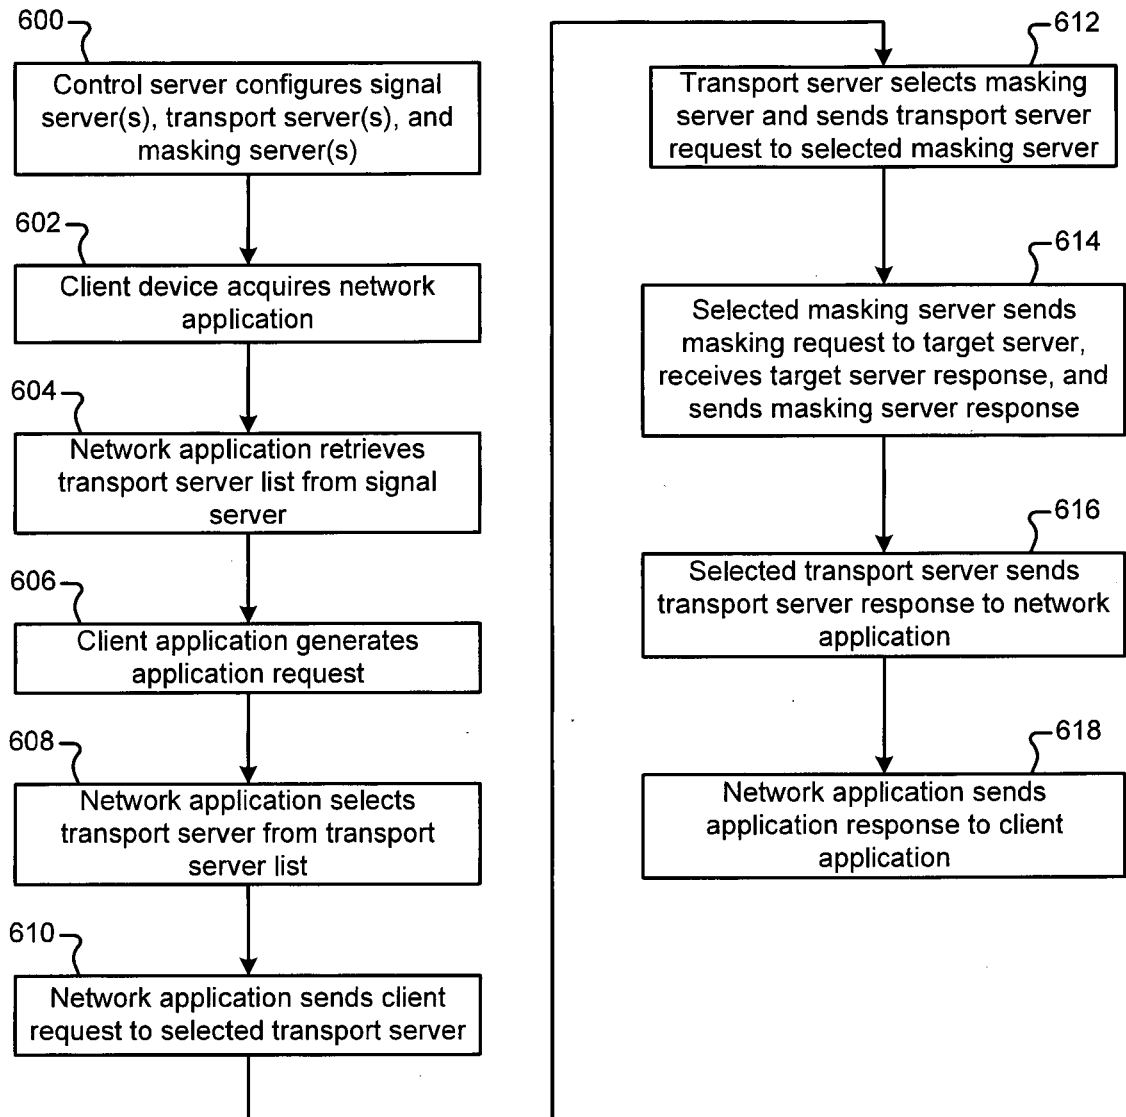 600
Control server configures signal
server(s), transport server(s), and
masking server(s)
602
Client device acquires network
application
604
Network application retrieves
transport server list from signal
server
606
Client application generates
application request
608
Network application selects
transport server from transport
server list
610
Network application sends client
request to selected transport server
612
Transport server selects masking
server and sends transport server
request to selected masking server
614
Selected masking server sends
masking request to target server,
receives target server response, and
sends masking server response
616
Selected transport server sends
transport server response to network
application
618
Network application sends
application response to client
application